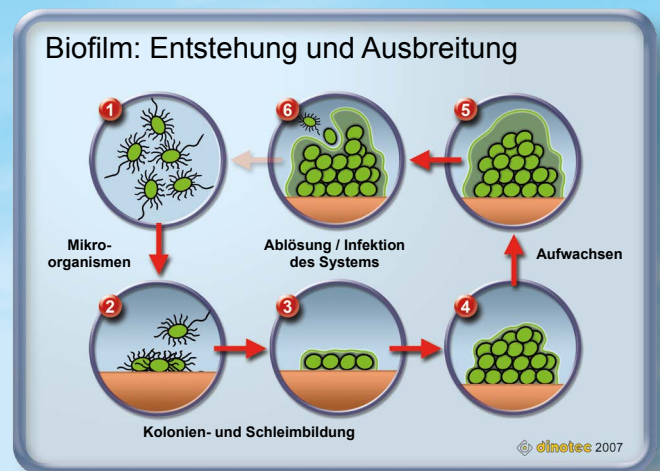 Biofilm: Entstehung und Ausbreitung
1
6
5
Mikro-
organismen
Ablösung / Infektion
des Systems
Aufwachsen
2
3
4
Kolonien- und Schleimbildung
dinotec 2007